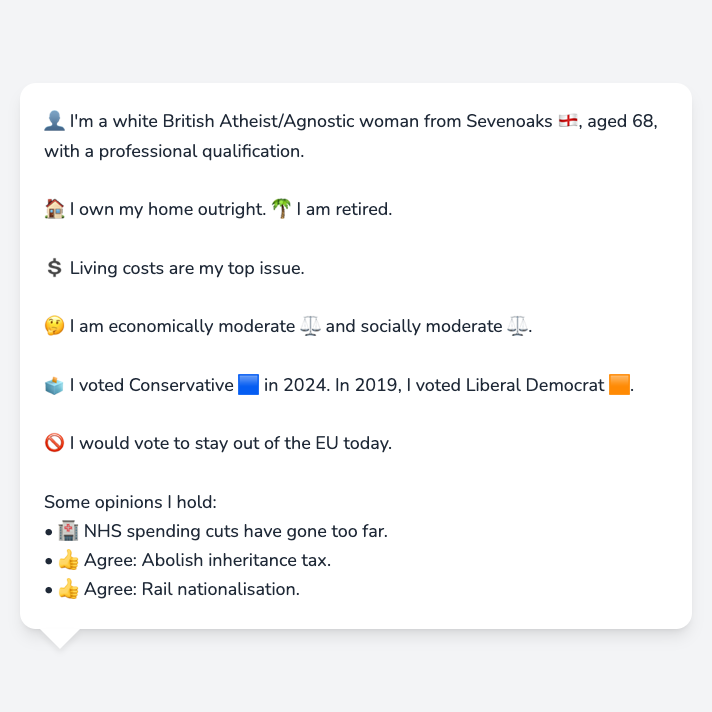 👤 I'm a white British Atheist/Agnostic woman from Sevenoaks 🏴󠁧󠁢󠁥󠁮󠁧󠁿, aged 68,
with a professional qualification.
🏠 I own my home outright. 🌴 I am retired.
💲 Living costs are my top issue.
🤔 I am economically moderate ⚖️ and socially moderate ⚖️.
🗳️ I voted Conservative 🟦 in 2024. In 2019, I voted Liberal Democrat 🟧.
🚫 I would vote to stay out of the EU today.
Some opinions I hold:
• 🏥 NHS spending cuts have gone too far.
• 👍 Agree: Abolish inheritance tax.
• 👍 Agree: Rail nationalisation.